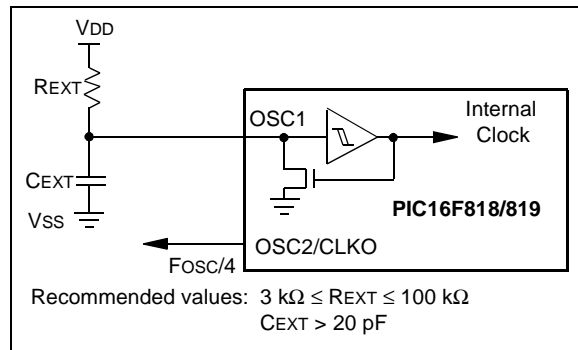 VDD
REXT
OSC1
Internal
Clock
CEXT
PIC16F818/819
VSS
OSC2/CLKO
FOSC/4
Recommended values: 3 kΩ ≤ REXT ≤ 100 kΩ
CEXT > 20 pF